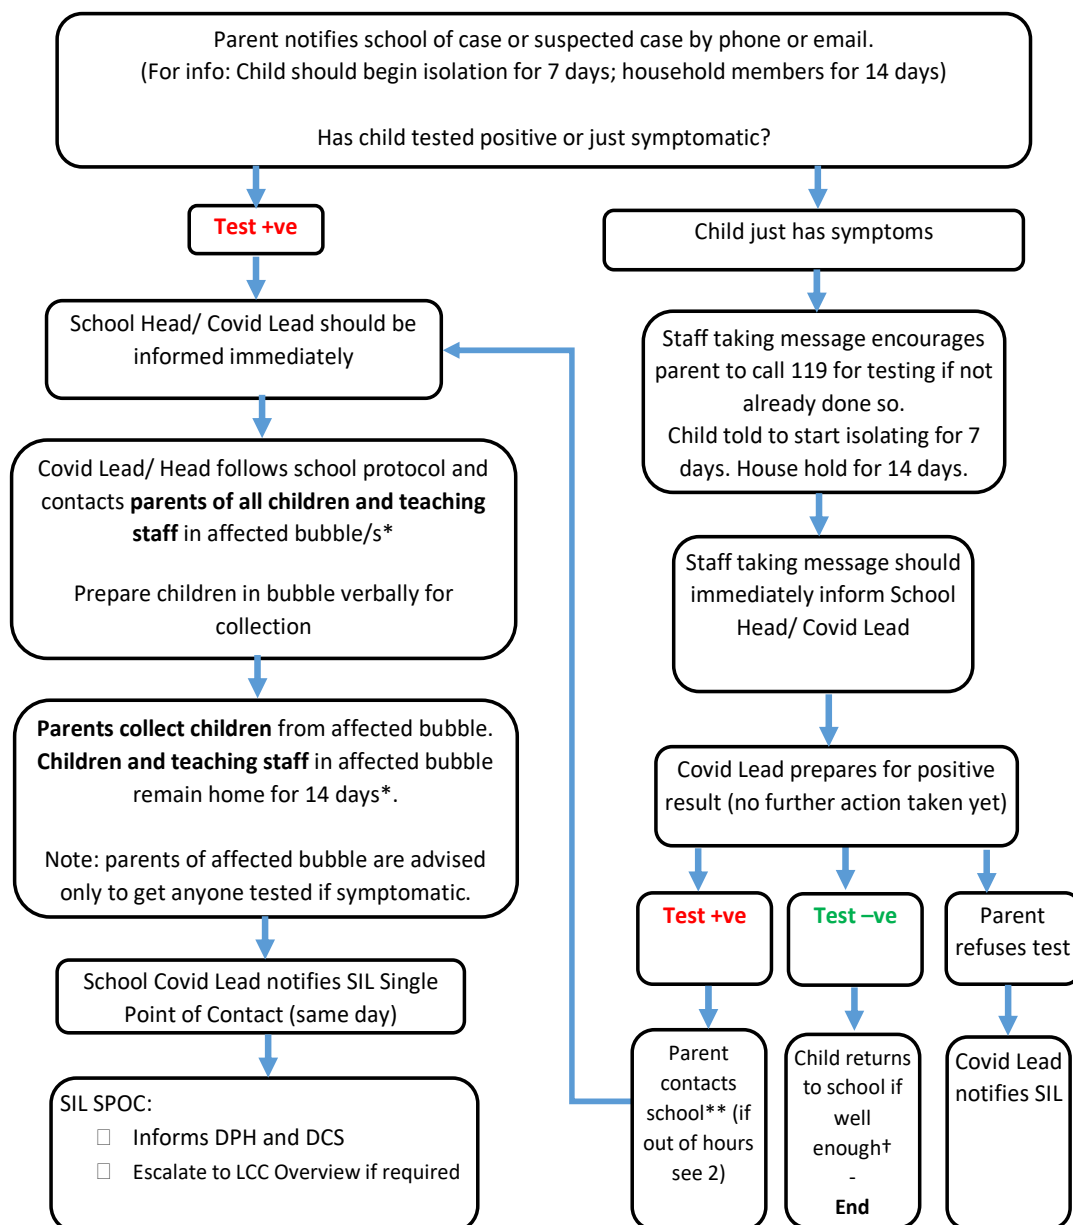 Parent notifies school of case or suspected case by phone or email.
(For info: Child should begin isolation for 7 days; household members for 14 days)
Has child tested positive or just symptomatic?
Test +ve
School Head/ Covid Lead should be
informed immediately
Covid Lead/ Head follows school protocol and
contacts parents of all children and teaching
staff in affected bubble/s*
Prepare children in bubble verbally for
collection
Parents collect children from affected bubble.
Children and teaching staff in affected bubble
remain home for 14 days*.
Note: parents of affected bubble are advised
only to get anyone tested if symptomatic.
School Covid Lead notifies SIL Single
Point of Contact (same day)
SIL SPOC:
Informs DPH and DCS
Escalate to LCC Overview if required
Child just has symptoms
Staff taking message encourages
parent to call 119 for testing if not
already done so.
Child told to start isolating for 7
days. House hold for 14 days.
Staff taking message should
immediately inform School
Head/ Covid Lead
Covid Lead prepares for positive
result (no further action taken yet)
Test +ve
Parent
contacts
school** (if
out of hours
see 2)
Test –ve
Child returns
to school if
well
enough†
-
End
Parent
refuses test
Covid Lead
notifies SIL